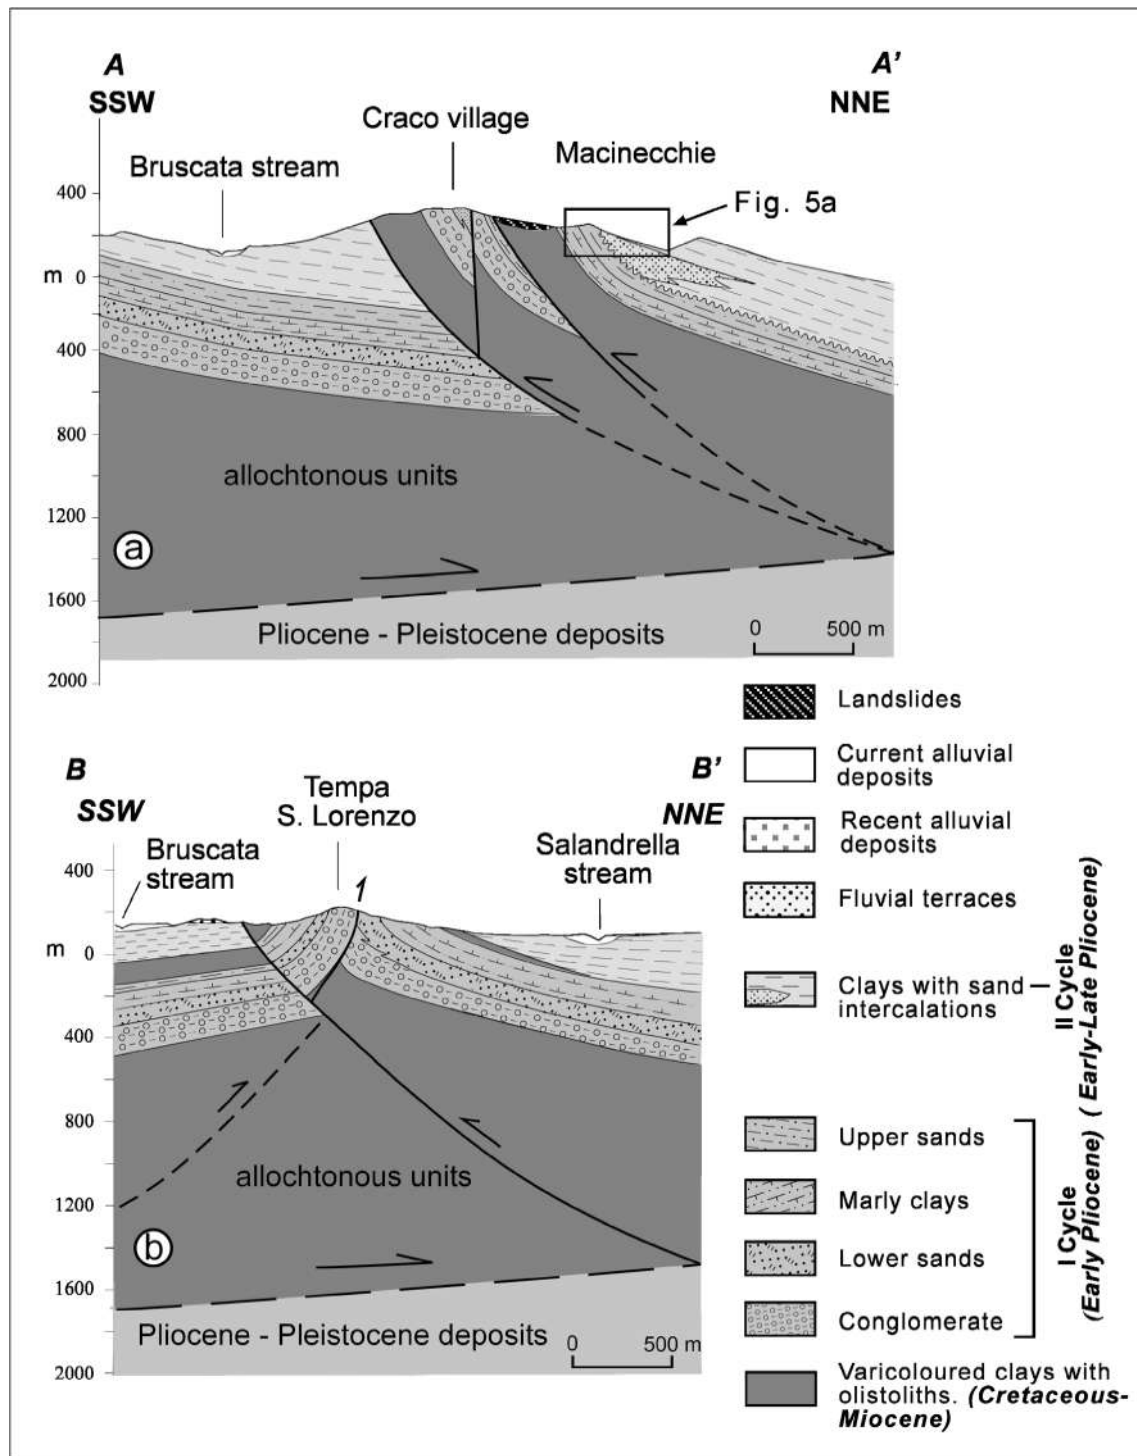 A
SSW
A'
NNE
Craco village
Bruscata stream
Macinecchie
Fig. 5a
400
m 0
400
800
allochtonous units
1200
a
1600
Pliocene - Pleistocene deposits
0 500 m
2000
Landslides
Current alluvial
deposits
Recent alluvial
deposits
Fluvial terraces
Clays with sand
intercalations
II Cycle
(Early-Late Pliocene)
Upper sands
Marly clays
Lower sands
Conglomerate
I Cycle
(Early Pliocene)
Varicoloured clays with
olistoliths. (Cretaceous-
Miocene)
B
SSW
B'
NNE
Tempa
S. Lorenzo
Bruscata
stream
Salandrella
stream
400
m 0
400
800
allochtonous units
1200
b
1600
Pliocene - Pleistocene deposits
0 500 m
2000